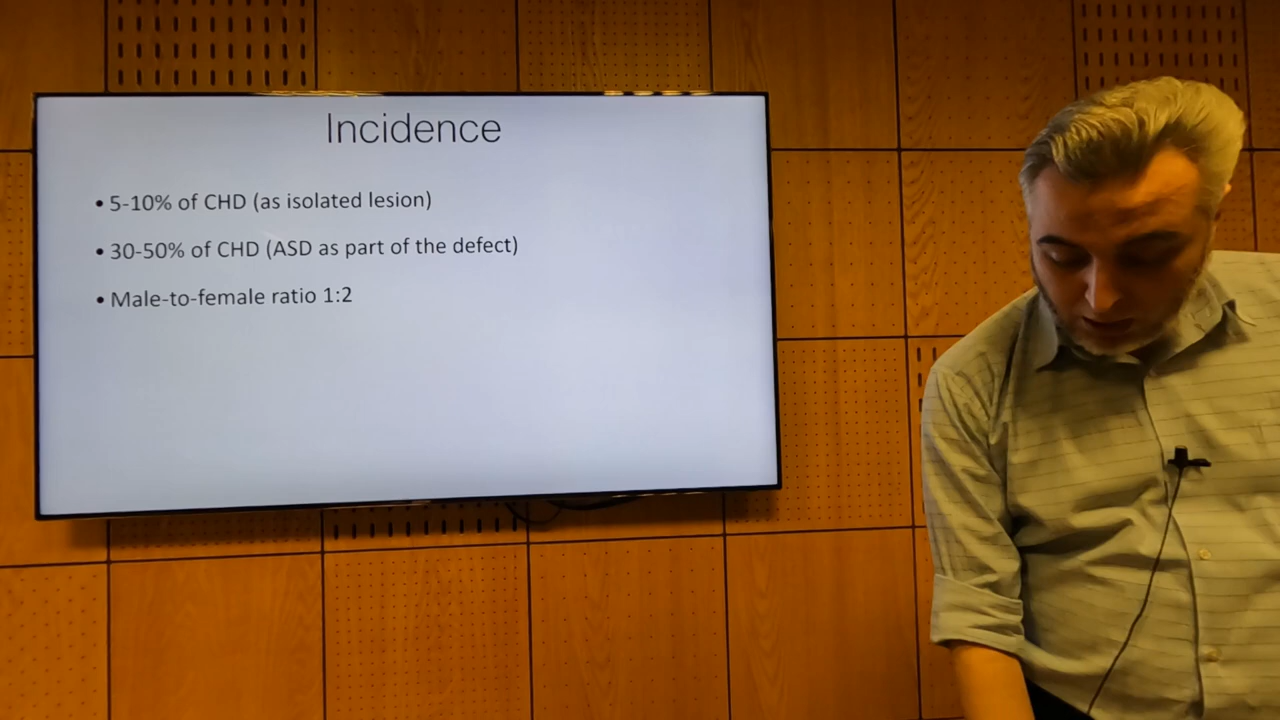 Incidence
• 5-10% of CHD (as isolated lesion)
• 30-50% of CHD (ASD as part of the defect)
• Male-to-female ratio 1:2